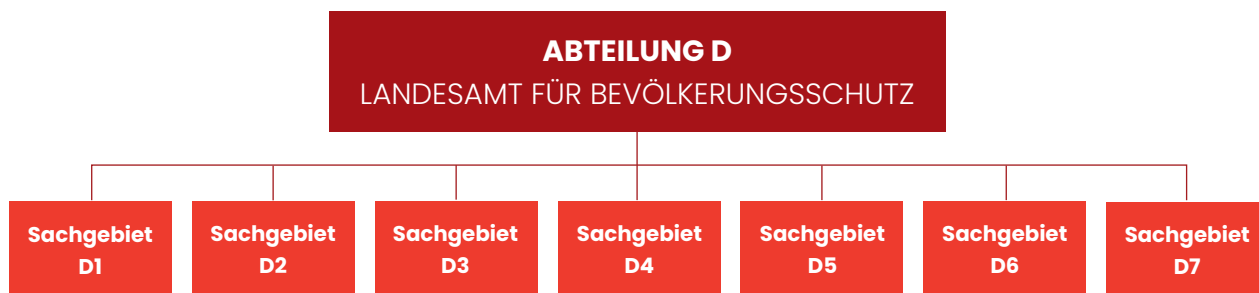 ABTEILUNG D
LANDESAMT FÜR BEVÖLKERUNGSSCHUTZ
Sachgebiet
D1
Sachgebiet
D2
Sachgebiet
D3
Sachgebiet
D4
Sachgebiet
D5
Sachgebiet
D6
Sachgebiet
D7